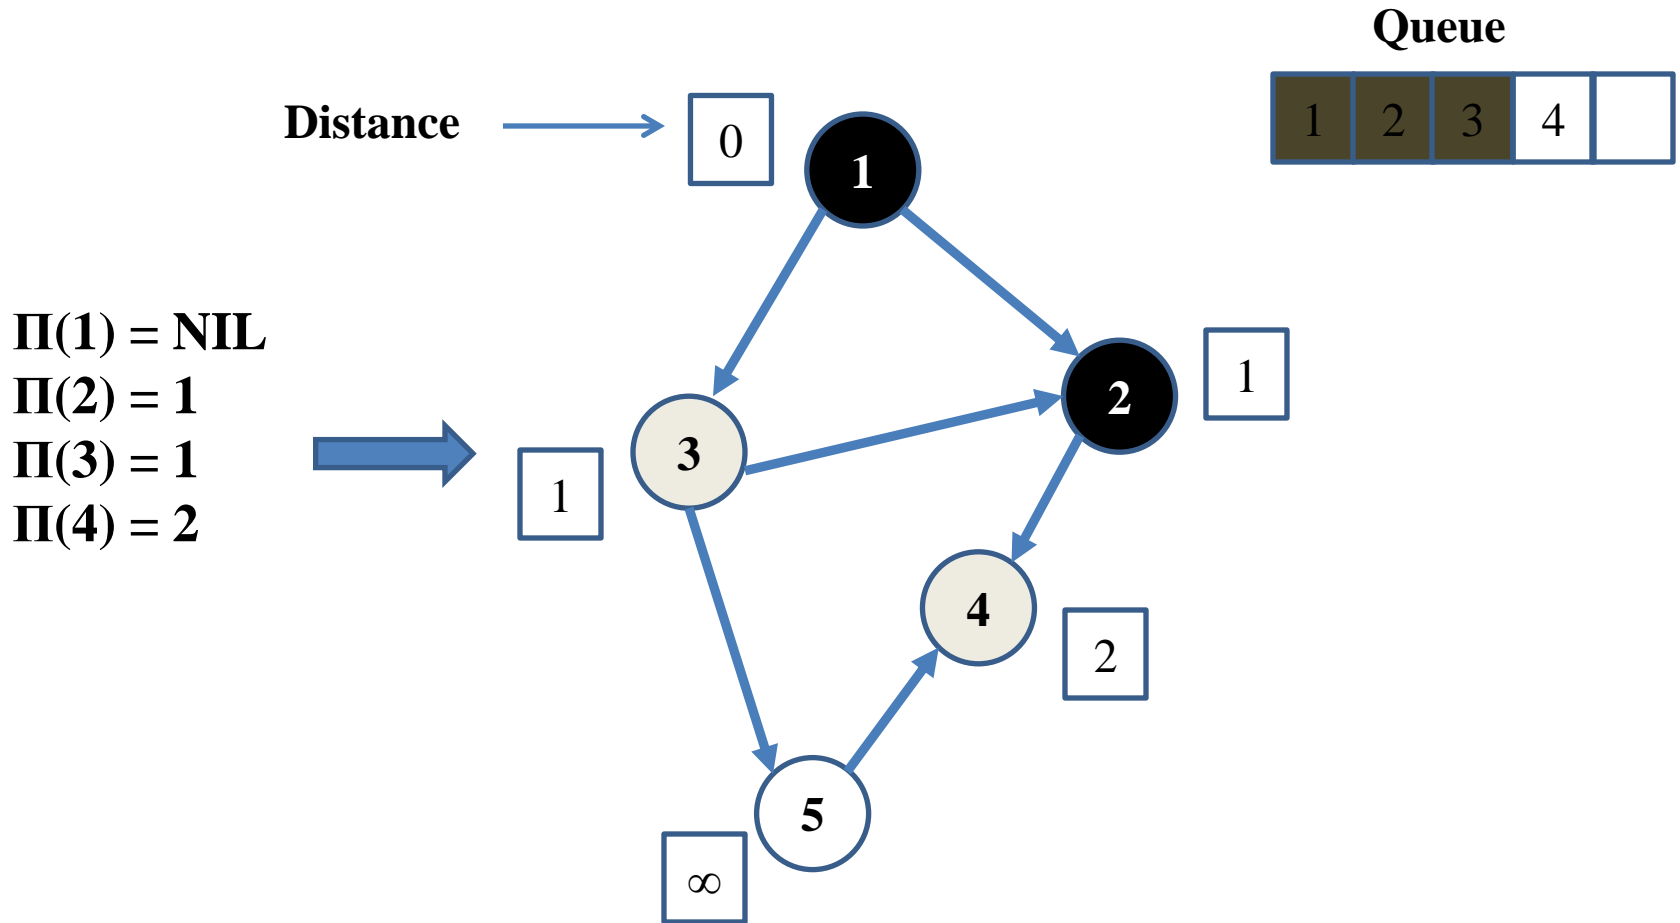 Queue
1 2 3 4
Distance
0
1
Π(1) = NIL
Π(2) = 1
Π(3) = 1
Π(4) = 2
2
1
3
1
4
2
5
∞